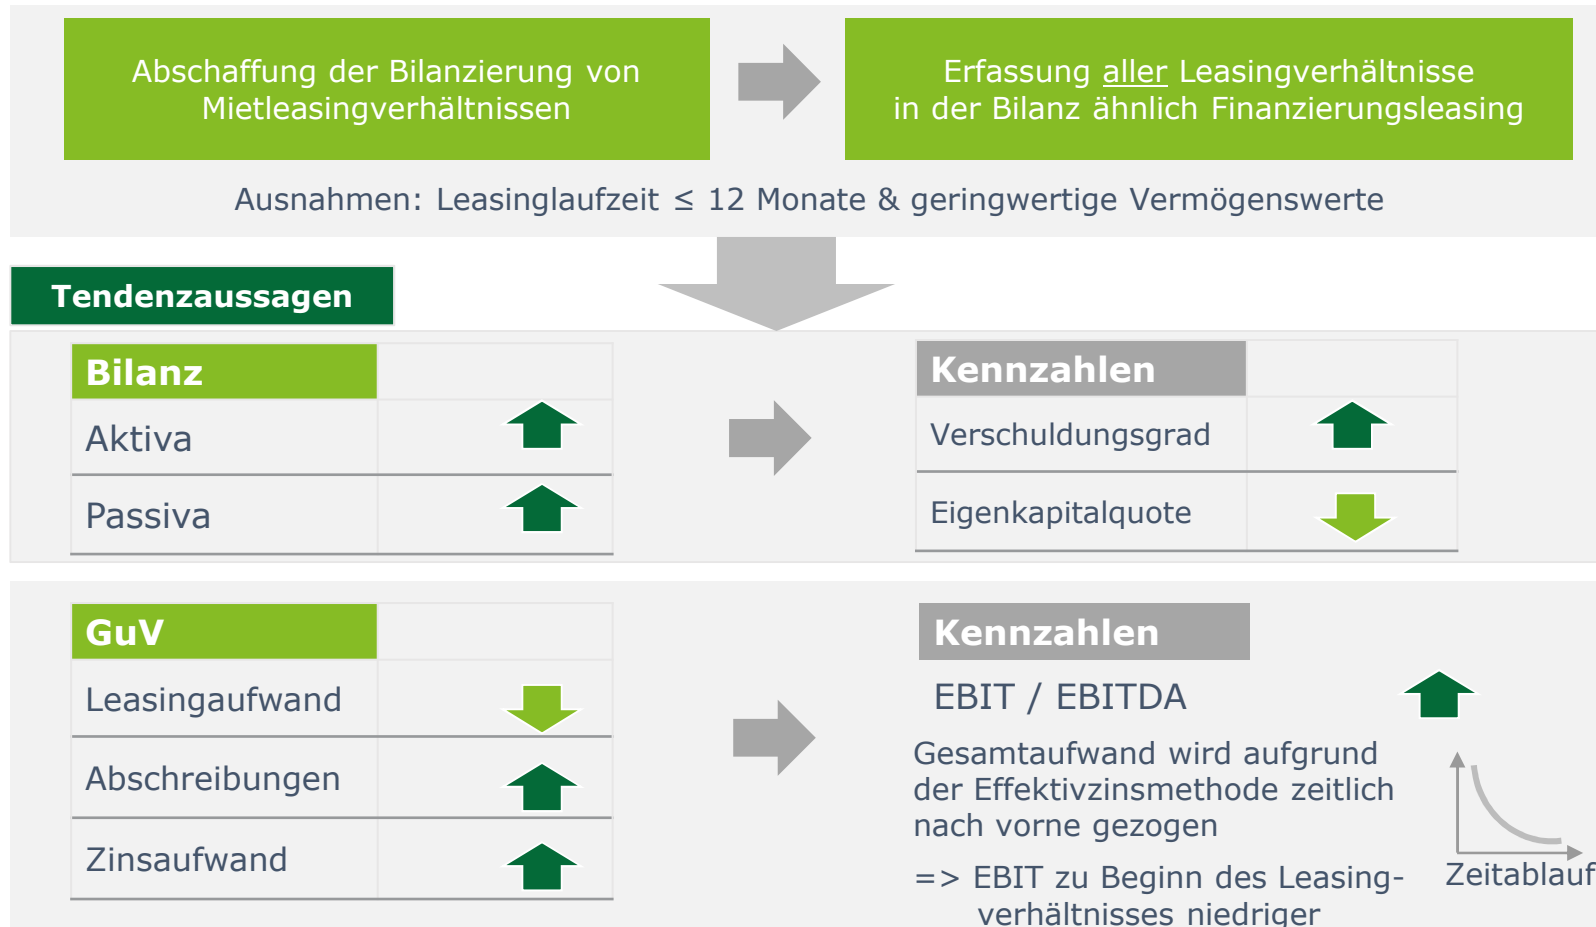 Abschaffung der Bilanzierung von
Mietleasingverhältnissen
Erfassung aller Leasingverhältnisse
in der Bilanz ähnlich Finanzierungsleasing
Ausnahmen: Leasinglaufzeit ≤ 12 Monate & geringwertige Vermögenswerte
Tendenzaussagen
Bilanz
Aktiva
Passiva
Kennzahlen
Verschuldungsgrad
Eigenkapitalquote
GuV
Leasingaufwand
Abschreibungen
Zinsaufwand
Kennzahlen
EBIT / EBITDA
Gesamtaufwand wird aufgrund
der Effektivzinsmethode zeitlich
nach vorne gezogen
=> EBIT zu Beginn des Leasing-
verhältnisses niedriger
Zeitablauf